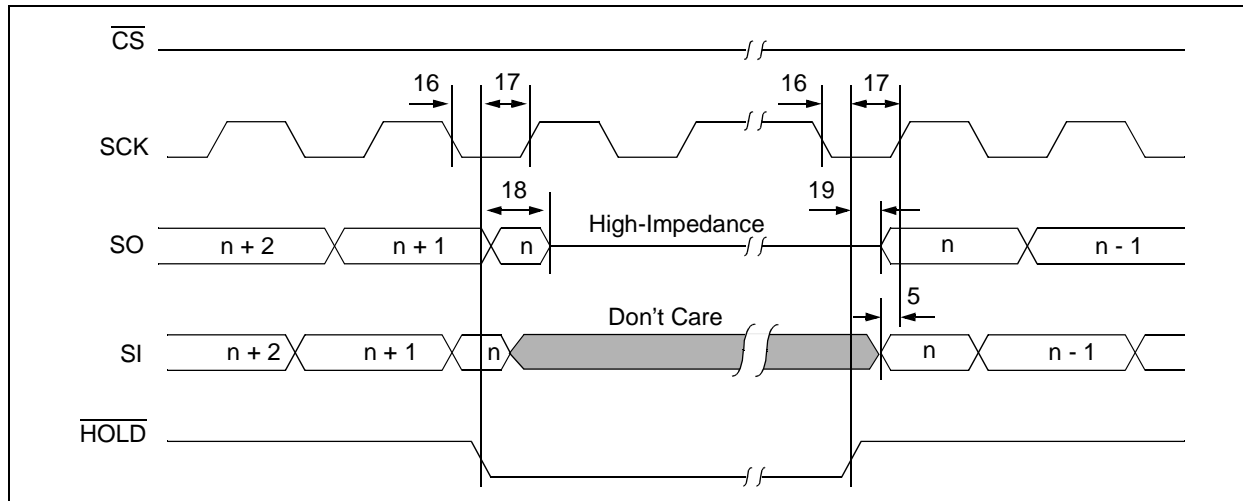 CS
16 17 16 17
SCK
18 19
High-Impedance
SO n + 2 n + 1 n n n - 1
5
Don't Care
SI n + 2 n + 1 n n n - 1
HOLD